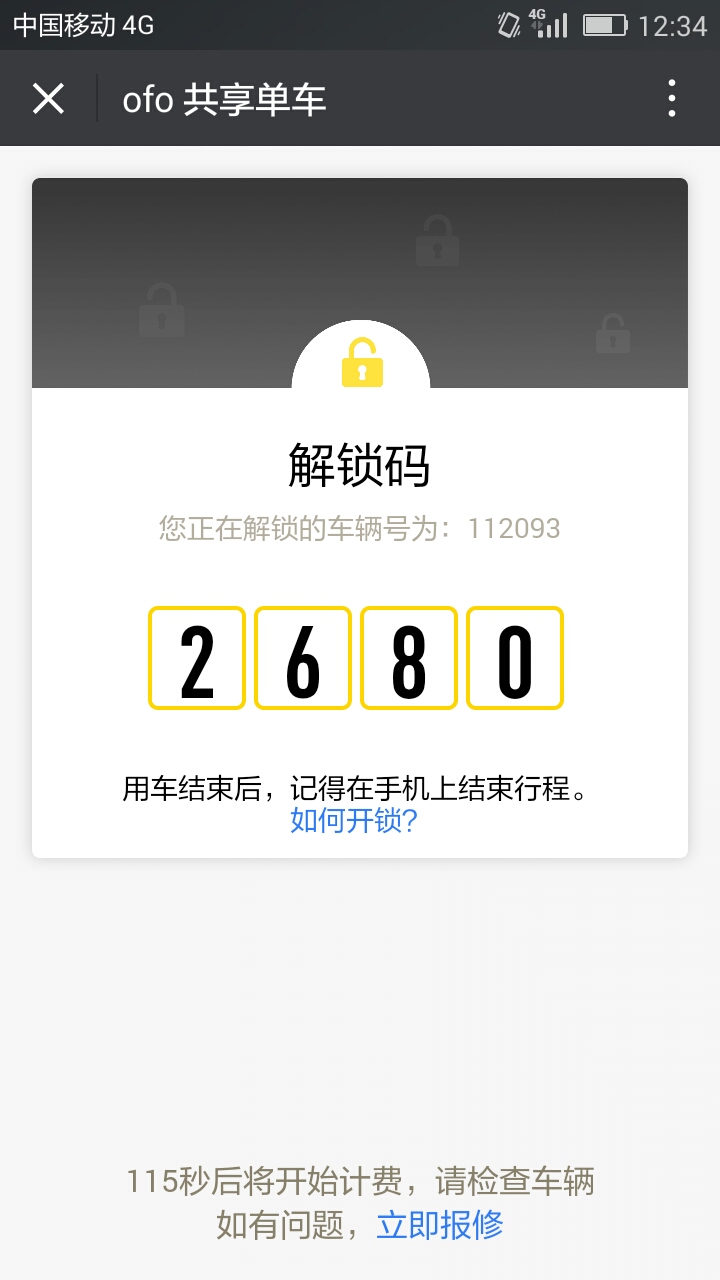 中国移动 4G 4G 12:34
ofo 共享单车
解锁码
您正在解锁的车辆号为：112093
2 6 8 0
用车结束后，记得在手机上结束行程。
如何开锁?
115秒后将开始计费，请检查车辆
如有问题，立即报修